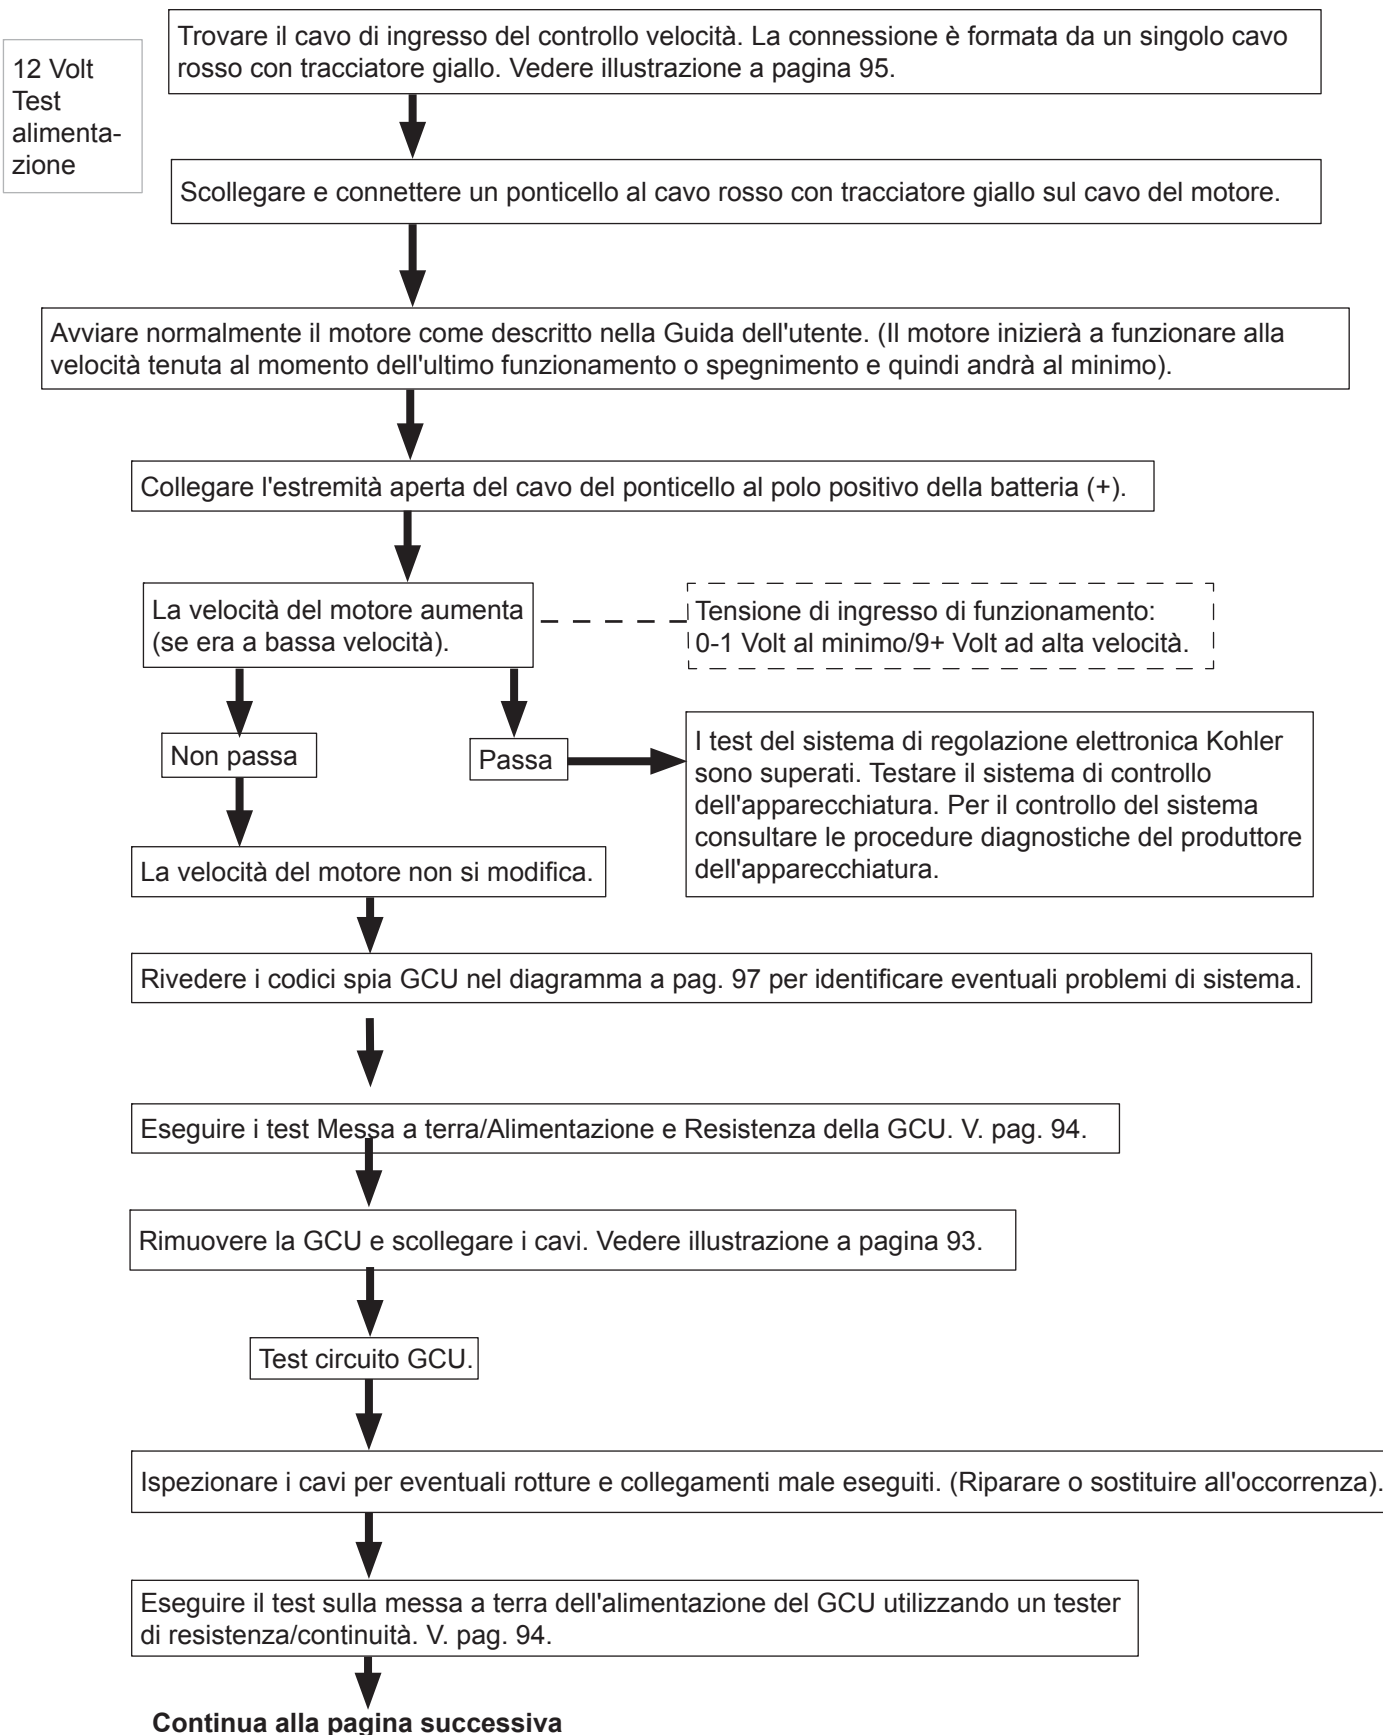 12 Volt
Test
alimenta-
zione
Trovare il cavo di ingresso del controllo velocità. La connessione è formata da un singolo cavo
rosso con tracciatore giallo. Vedere illustrazione a pagina 95.
Scollegare e connettere un ponticello al cavo rosso con tracciatore giallo sul cavo del motore.
Avviare normalmente il motore come descritto nella Guida dell'utente. (Il motore inizierà a funzionare alla
velocità tenuta al momento dell'ultimo funzionamento o spegnimento e quindi andrà al minimo).
Collegare l'estremità aperta del cavo del ponticello al polo positivo della batteria (+).
La velocità del motore aumenta
(se era a bassa velocità).
Tensione di ingresso di funzionamento:
0-1 Volt al minimo/9+ Volt ad alta velocità.
Non passa
Passa
I test del sistema di regolazione elettronica Kohler
sono superati. Testare il sistema di controllo
dell'apparecchiatura. Per il controllo del sistema
consultare le procedure diagnostiche del produttore
dell'apparecchiatura.
La velocità del motore non si modifica.
Rivedere i codici spia GCU nel diagramma a pag. 97 per identificare eventuali problemi di sistema.
Eseguire i test Messa a terra/Alimentazione e Resistenza della GCU. V. pag. 94.
Rimuovere la GCU e scollegare i cavi. Vedere illustrazione a pagina 93.
Test circuito GCU.
Ispezionare i cavi per eventuali rotture e collegamenti male eseguiti. (Riparare o sostituire all'occorrenza).
Eseguire il test sulla messa a terra dell'alimentazione del GCU utilizzando un tester
di resistenza/continuità. V. pag. 94.
Continua alla pagina successiva